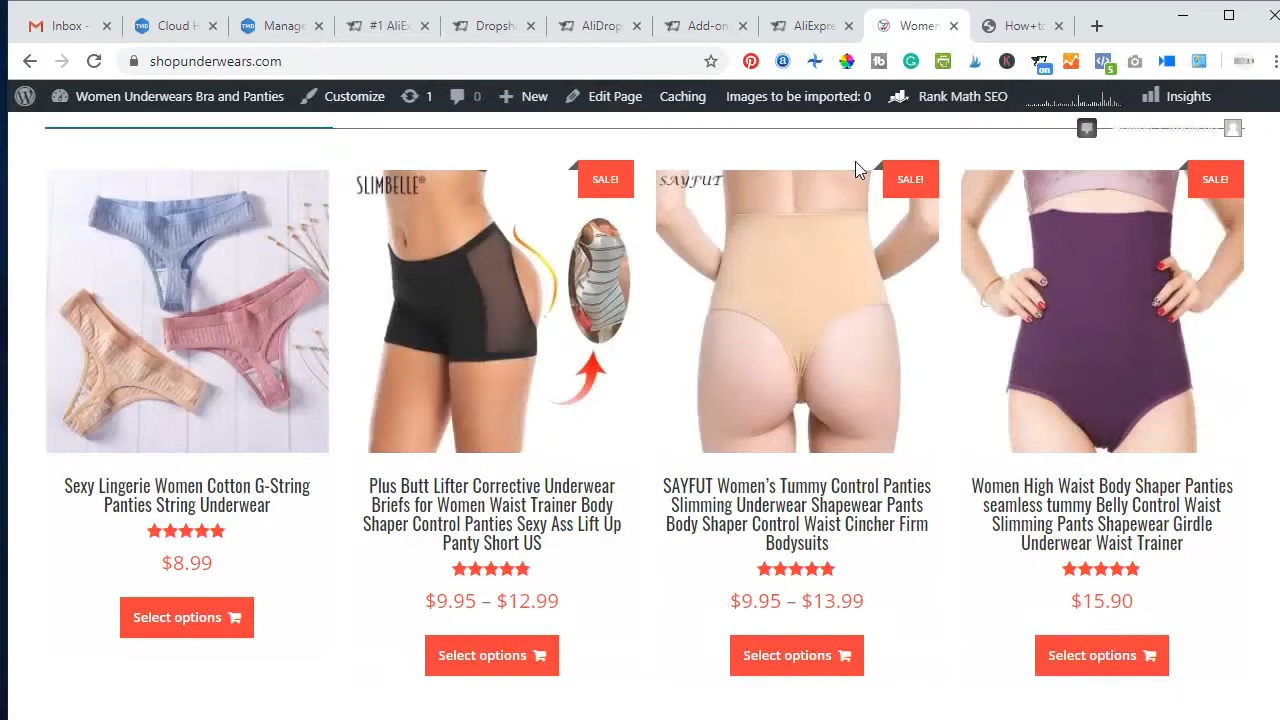 Inbox -
Cloud H
Manage
#1 AliEx
Dropsh
AliDrop
Add-on
AliExpre
Women
How+to
shopunderwears.com
on
5
Women Underwears Bra and Panties
Customize
1
0
New
Edit Page
Caching
Images to be imported: 0
Rank Math SEO
Insights
SLIMBELLE®
SALE!
SAYFUT
SALE!
SALE!
Sexy Lingerie Women Cotton G-String
Panties String Underwear
$8.99
Select options
Plus Butt Lifter Corrective Underwear
Briefs for Women Waist Trainer Body
Shaper Control Panties Sexy Ass Lift Up
Panty Short US
$9.95 – $12.99
Select options
SAYFUT Women’s Tummy Control Panties
Slimming Underwear Shapewear Pants
Body Shaper Control Waist Cincher Firm
Bodysuits
$9.95 – $13.99
Select options
Women High Waist Body Shaper Panties
seamless tummy Belly Control Waist
Slimming Pants Shapewear Girdle
Underwear Waist Trainer
$15.90
Select options